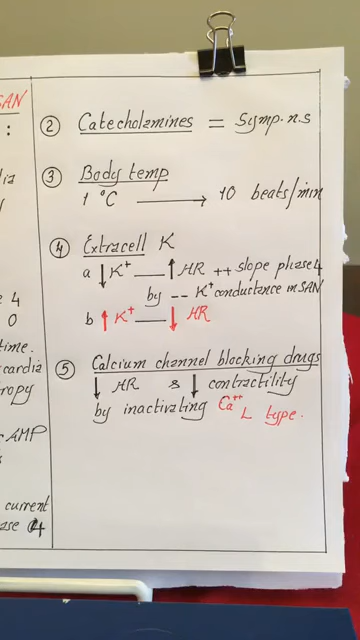 SAN
:
② Catecholamines = Symp. n.s
③ Body temp
1 °C → 10 beats/min
④ Extracell K
a ↓ K⁺ — ↑ HR ++ slope phase 4
by -- K⁺ conductance in SAN
b ↑ K⁺ — ↓ HR
⑤ Calcium channel blocking drugs
↓ HR & ↓ contractility
by inactivating Ca⁺⁺ L type.
dia
e 4
0
time.
cardia
ropy
c AMP
s
current
ase 4